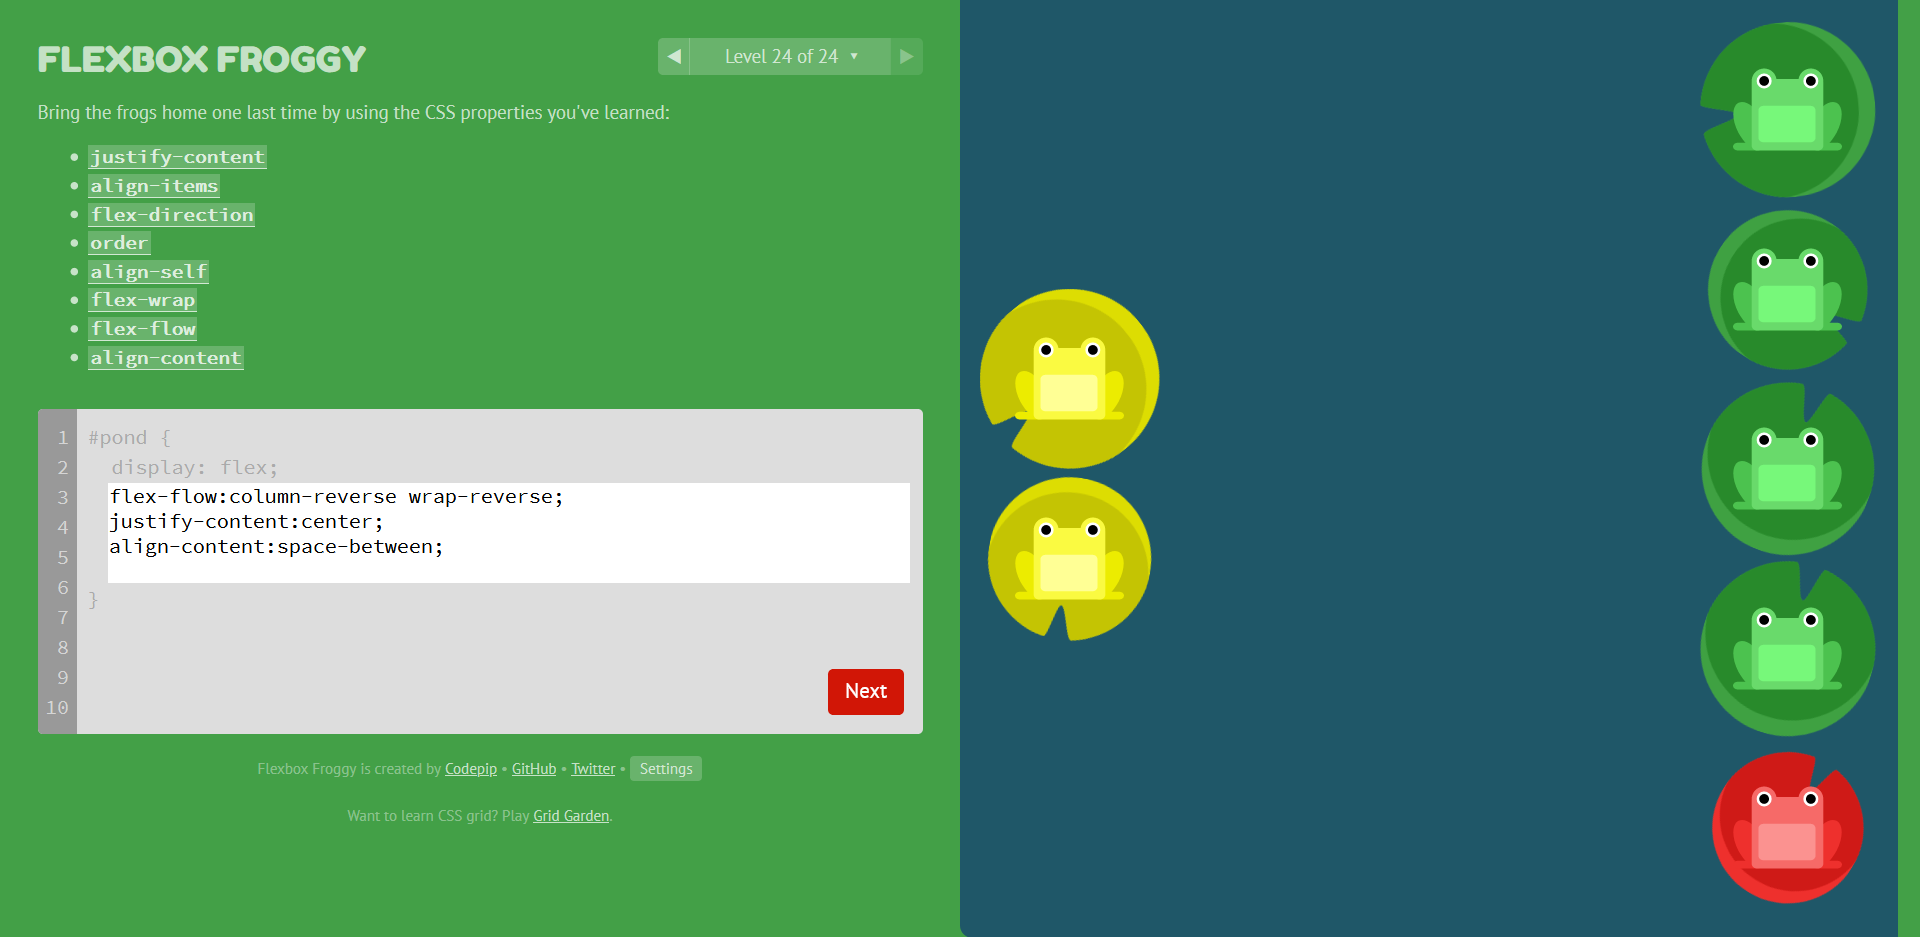 FLEXBOX FROGGY
◀ Level 24 of 24 ▼ ▶
Bring the frogs home one last time by using the CSS properties you've learned:
• justify-content
• align-items
• flex-direction
• order
• align-self
• flex-wrap
• flex-flow
• align-content
1 #pond {
2 display: flex;
3 flex-flow:column-reverse wrap-reverse;
4 justify-content:center;
5 align-content:space-between;
6 }
7
8
9
10
Next
Flexbox Froggy is created by Codepip • GitHub • Twitter • Settings
Want to learn CSS grid? Play Grid Garden.